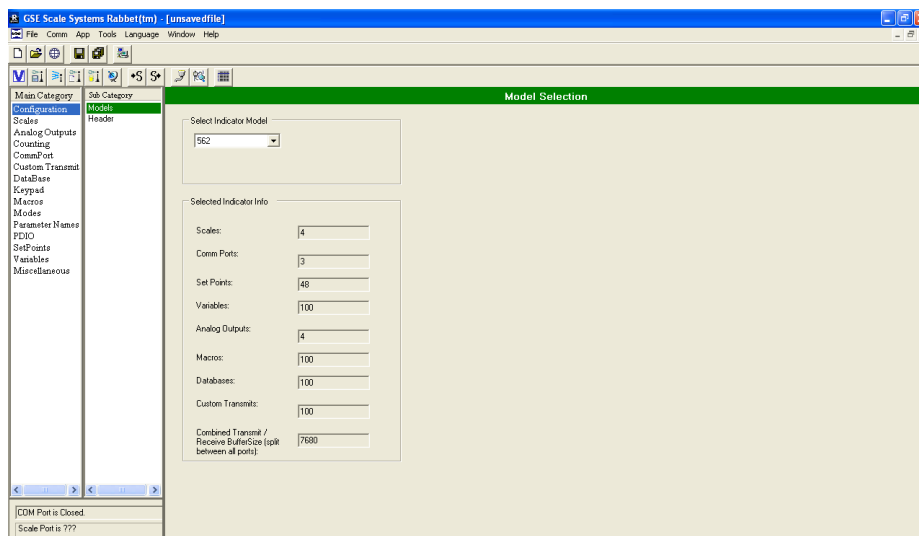 GSE Scale Systems Rabbet(tm) - [unsavedfile]
File Comm App Tools Language Window Help
Main Category
Configuration
Scales
Analog Outputs
Counting
CommPort
Custom Transmit
DataBase
Keypad
Macros
Modes
Parameter Names
PDIO
SetPoints
Variables
Miscellaneous
Sub Category
Models
Header
Model Selection
Select Indicator Model
562
Selected Indicator Info
Scales: 4
Comm Ports: 3
Set Points: 48
Variables: 100
Analog Outputs: 4
Macros: 100
Databases: 100
Custom Transmits: 100
Combined Transmit /
Receive BufferSize (split 7680
between all ports):
COM Port is Closed.
Scale Port is ???